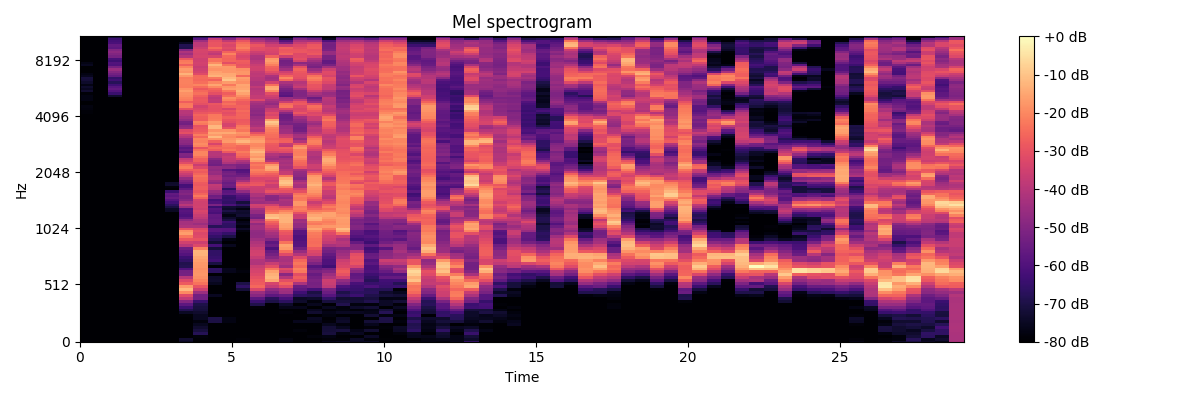 Mel spectrogram
8192
4096
2048
1024
512
0
Hz
0 5 10 15 20 25
Time
+0 dB
-10 dB
-20 dB
-30 dB
-40 dB
-50 dB
-60 dB
-70 dB
-80 dB